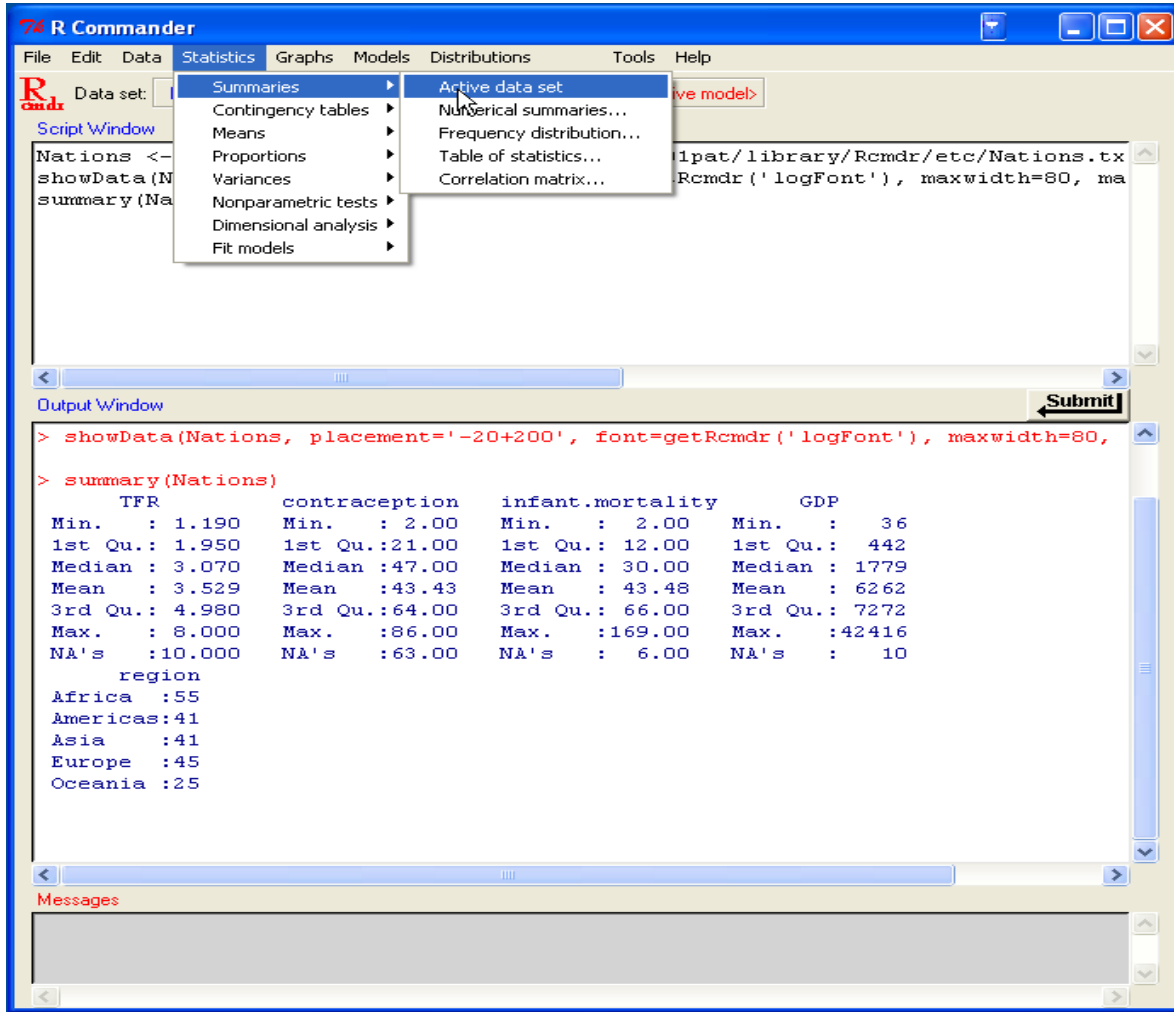 R Commander
File Edit Data Statistics Graphs Models Distributions Tools Help
Rcmdr Data set: ive model>
Summaries
Contingency tables
Means
Proportions
Variances
Nonparametric tests
Dimensional analysis
Fit models
Active data set
Numerical summaries...
Frequency distribution...
Table of statistics...
Correlation matrix...
Script Window
Nations <- 1pat/library/Rcmdr/etc/Nations.tx
showData(N Rcmdr('logFont'), maxwidth=80, ma
summary(Na
Submit
Output Window
> showData(Nations, placement='-20+200', font=getRcmdr('logFont'), maxwidth=80,
> summary(Nations)
TFR contraception infant.mortality GDP
Min. : 1.190 Min. : 2.00 Min. : 2.00 Min. : 36
1st Qu.: 1.950 1st Qu.:21.00 1st Qu.: 12.00 1st Qu.: 442
Median : 3.070 Median :47.00 Median : 30.00 Median : 1779
Mean : 3.529 Mean :43.43 Mean : 43.48 Mean : 6262
3rd Qu.: 4.980 3rd Qu.:64.00 3rd Qu.: 66.00 3rd Qu.: 7272
Max. : 8.000 Max. :86.00 Max. :169.00 Max. :42416
NA's :10.000 NA's :63.00 NA's : 6.00 NA's : 10
region
Africa :55
Americas:41
Asia :41
Europe :45
Oceania :25
Messages